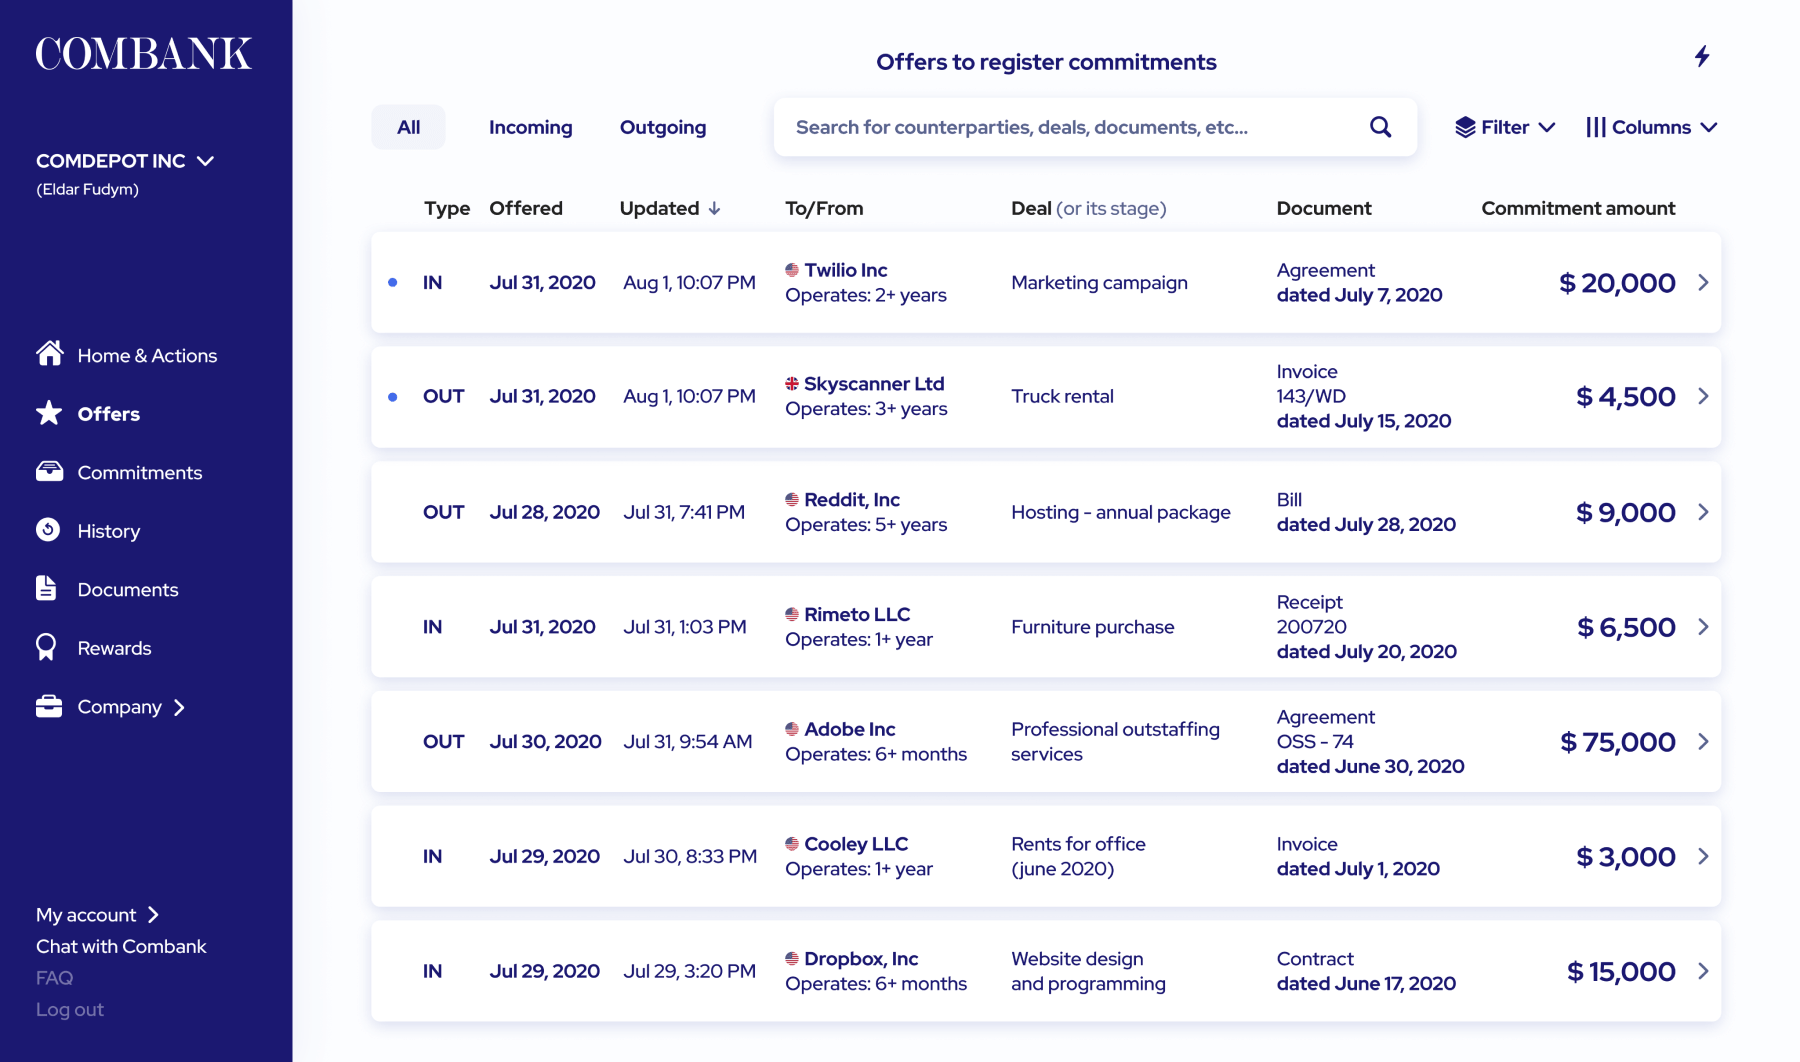 COMBANK
COMDEPOT INC
(Eldar Fudym)
Home & Actions
Offers
Commitments
History
Documents
Rewards
Company
My account
Chat with Combank
FAQ
Log out
Offers to register commitments
All Incoming Outgoing Search for counterparties, deals, documents, etc... Filter Columns
Type Offered Updated To/From Deal (or its stage) Document Commitment amount
IN Jul 31, 2020 Aug 1, 10:07 PM
Twilio Inc
Operates: 2+ years
Marketing campaign
Agreement
dated July 7, 2020
$ 20,000
OUT Jul 31, 2020 Aug 1, 10:07 PM
Skyscanner Ltd
Operates: 3+ years
Truck rental
Invoice
143/WD
dated July 15, 2020
$ 4,500
OUT Jul 28, 2020 Jul 31, 7:41 PM
Reddit, Inc
Operates: 5+ years
Hosting - annual package
Bill
dated July 28, 2020
$ 9,000
IN Jul 31, 2020 Jul 31, 1:03 PM
Rimeto LLC
Operates: 1+ year
Furniture purchase
Receipt
200720
dated July 20, 2020
$ 6,500
OUT Jul 30, 2020 Jul 31, 9:54 AM
Adobe Inc
Operates: 6+ months
Professional outstaffing
services
Agreement
OSS - 74
dated June 30, 2020
$ 75,000
IN Jul 29, 2020 Jul 30, 8:33 PM
Cooley LLC
Operates: 1+ year
Rents for office
(june 2020)
Invoice
dated July 1, 2020
$ 3,000
IN Jul 29, 2020 Jul 29, 3:20 PM
Dropbox, Inc
Operates: 6+ months
Website design
and programming
Contract
dated June 17, 2020
$ 15,000